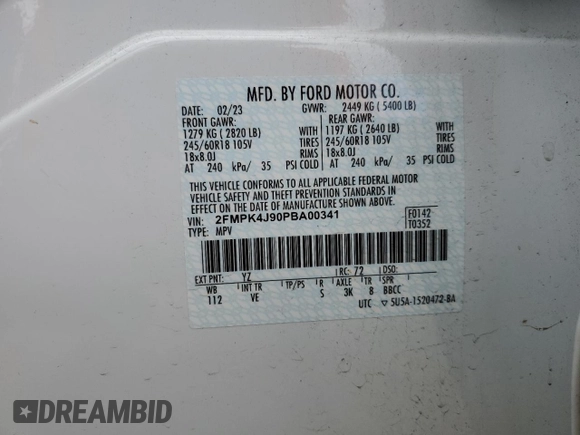 MFD. BY FORD MOTOR CO.
DATE: 02/23 GVWR: 2449 KG ( 5400 LB)
FRONT GAWR: REAR GAWR:
1279 KG ( 2820 LB) WITH 1197 KG ( 2640 LB) WITH
245/60R18 105V TIRES 245/60R18 105V TIRES
18x8.0J RIMS 18x8.0J RIMS
AT 240 kPa/ 35 PSI COLD AT 240 kPa/ 35 PSI COLD
THIS VEHICLE CONFORMS TO ALL APPLICABLE FEDERAL MOTOR
VEHICLE SAFETY AND THEFT PREVENTION STANDARDS IN
EFFECT ON THE DATE OF MANUFACTURE SHOWN ABOVE.
VIN: 2FMPK4J90PBA00341 F0142
TYPE: MPV T0352
EXT PNT: YZ RC: 72 DSO:
WB INT TR TP/PS R AXLE TR SPR
112 VE S 3K 8 BBCC
UTC ▽ 5U5A-1520472-BA
DREAMBID